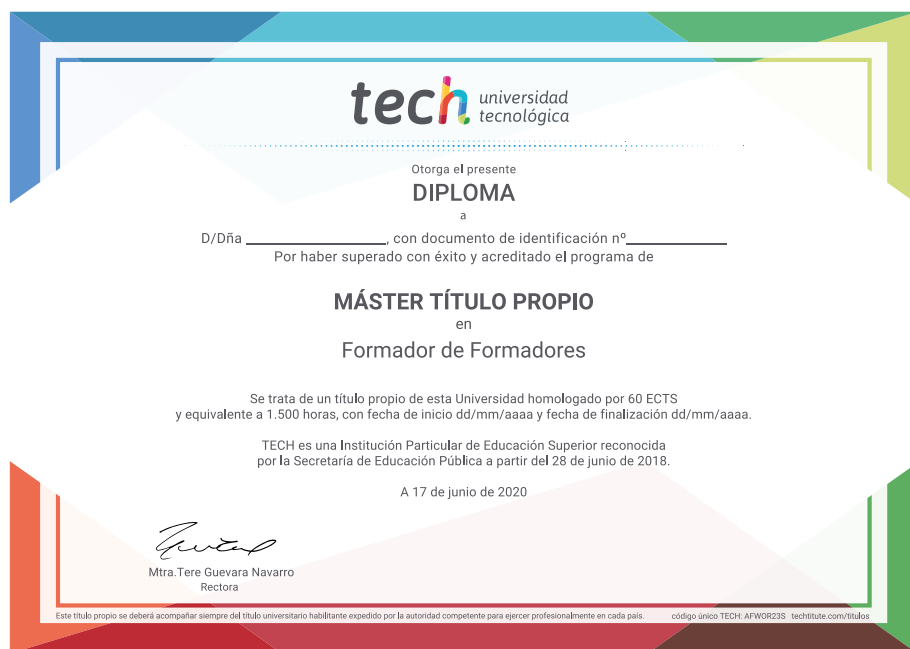 tech universidad
tecnológica
Otorga el presente
DIPLOMA
a
D/Dña ____________________, con documento de identificación nº______________
Por haber superado con éxito y acreditado el programa de
MÁSTER TÍTULO PROPIO
en
Formador de Formadores
Se trata de un título propio de esta Universidad homologado por 60 ECTS
y equivalente a 1.500 horas, con fecha de inicio dd/mm/aaaa y fecha de finalización dd/mm/aaaa.
TECH es una Institución Particular de Educación Superior reconocida
por la Secretaría de Educación Pública a partir del 28 de junio de 2018.
A 17 de junio de 2020
Mtra.Tere Guevara Navarro
Rectora
Este título propio se deberá acompañar siempre del título universitario habilitante expedido por la autoridad competente para ejercer profesionalmente en cada país. código único TECH: AFWOR23S techtitute.com/titulos